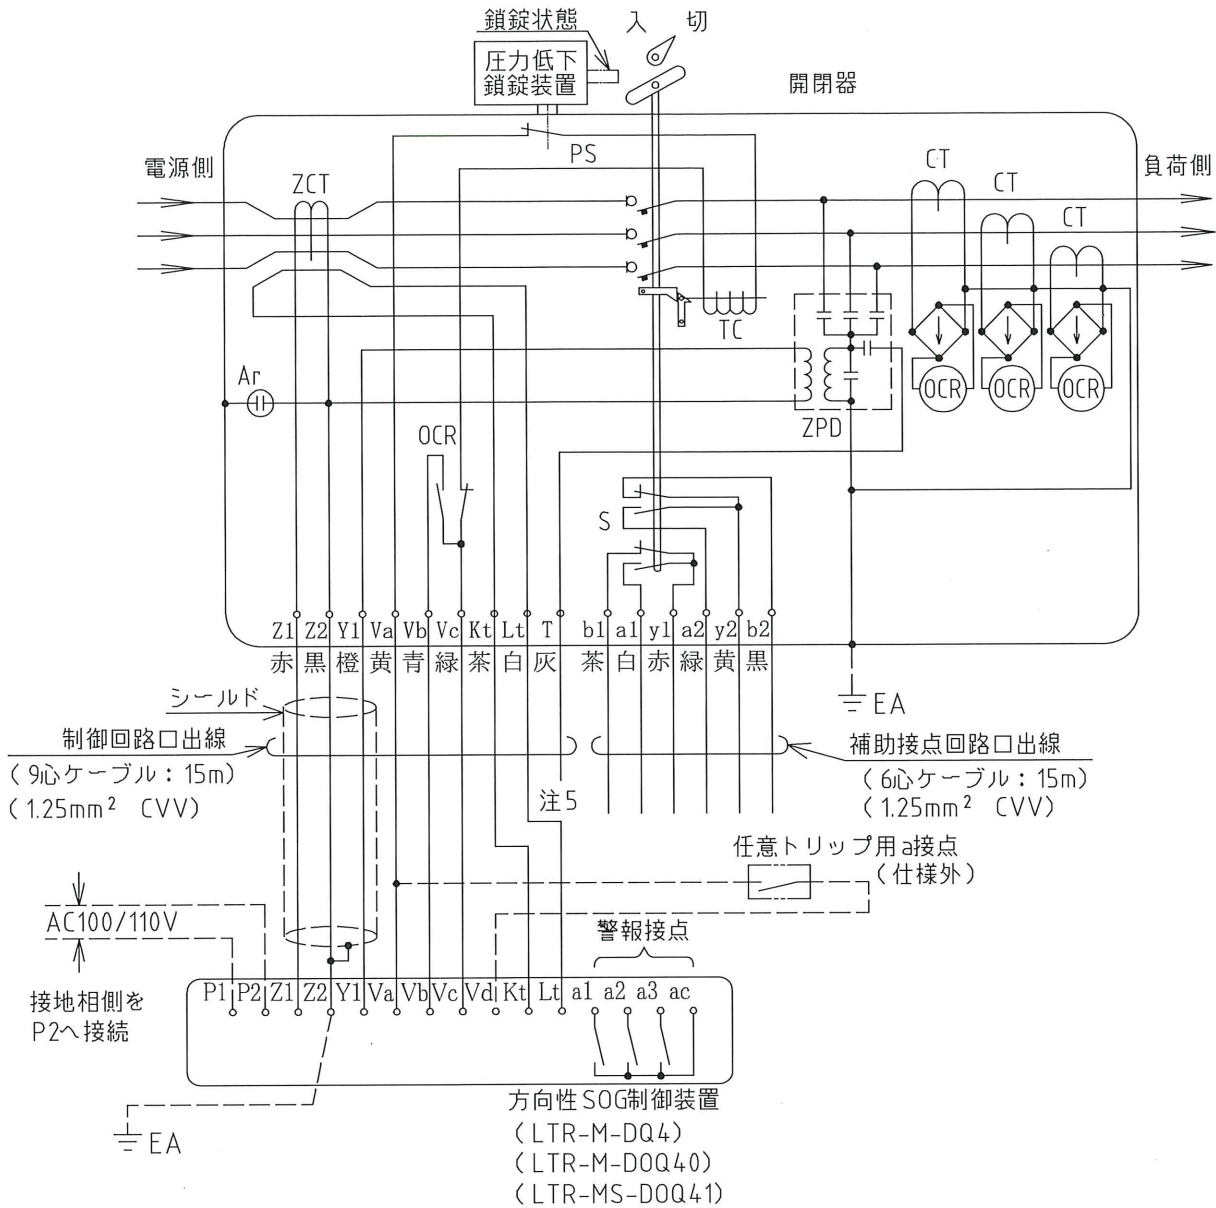 鎖錠状態
入 切
圧力低下
鎖錠装置
開閉器
PS
電源側
ZCT
CT
CT
CT
負荷側
TC
Ar
OCR
OCR
OCR
OCR
ZPD
S
Z1 Z2 Y1 Va Vb Vc Kt Lt T b1 a1 y1 a2 y2 b2
赤 黒 橙 黄 青 緑 茶 白 灰 茶 白 赤 緑 黄 黒
EA
シールド
制御回路口出線
(9心ケーブル:15m)
(1.25mm² CVV)
補助接点回路口出線
(6心ケーブル:15m)
(1.25mm² CVV)
注5
任意トリップ用a接点
(仕様外)
AC100/110V
警報接点
接地相側を
P2へ接続
P1 P2 Z1 Z2 Y1 Va Vb Vc Vd Kt Lt a1 a2 a3 ac
EA
方向性SOG制御装置
(LTR-M-DQ4)
(LTR-M-DOQ40)
(LTR-MS-DOQ41)